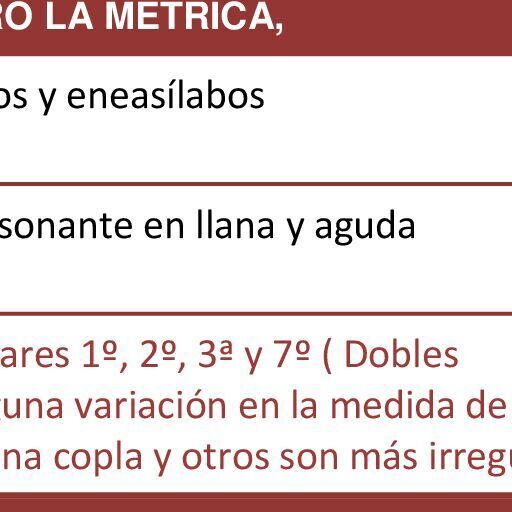 RO LA METRICA,
os y eneasílabos
sonante en llana y aguda
ares 1º, 2º, 3ª y 7º ( Dobles
guna variación en la medida de
na copla y otros son más irregu